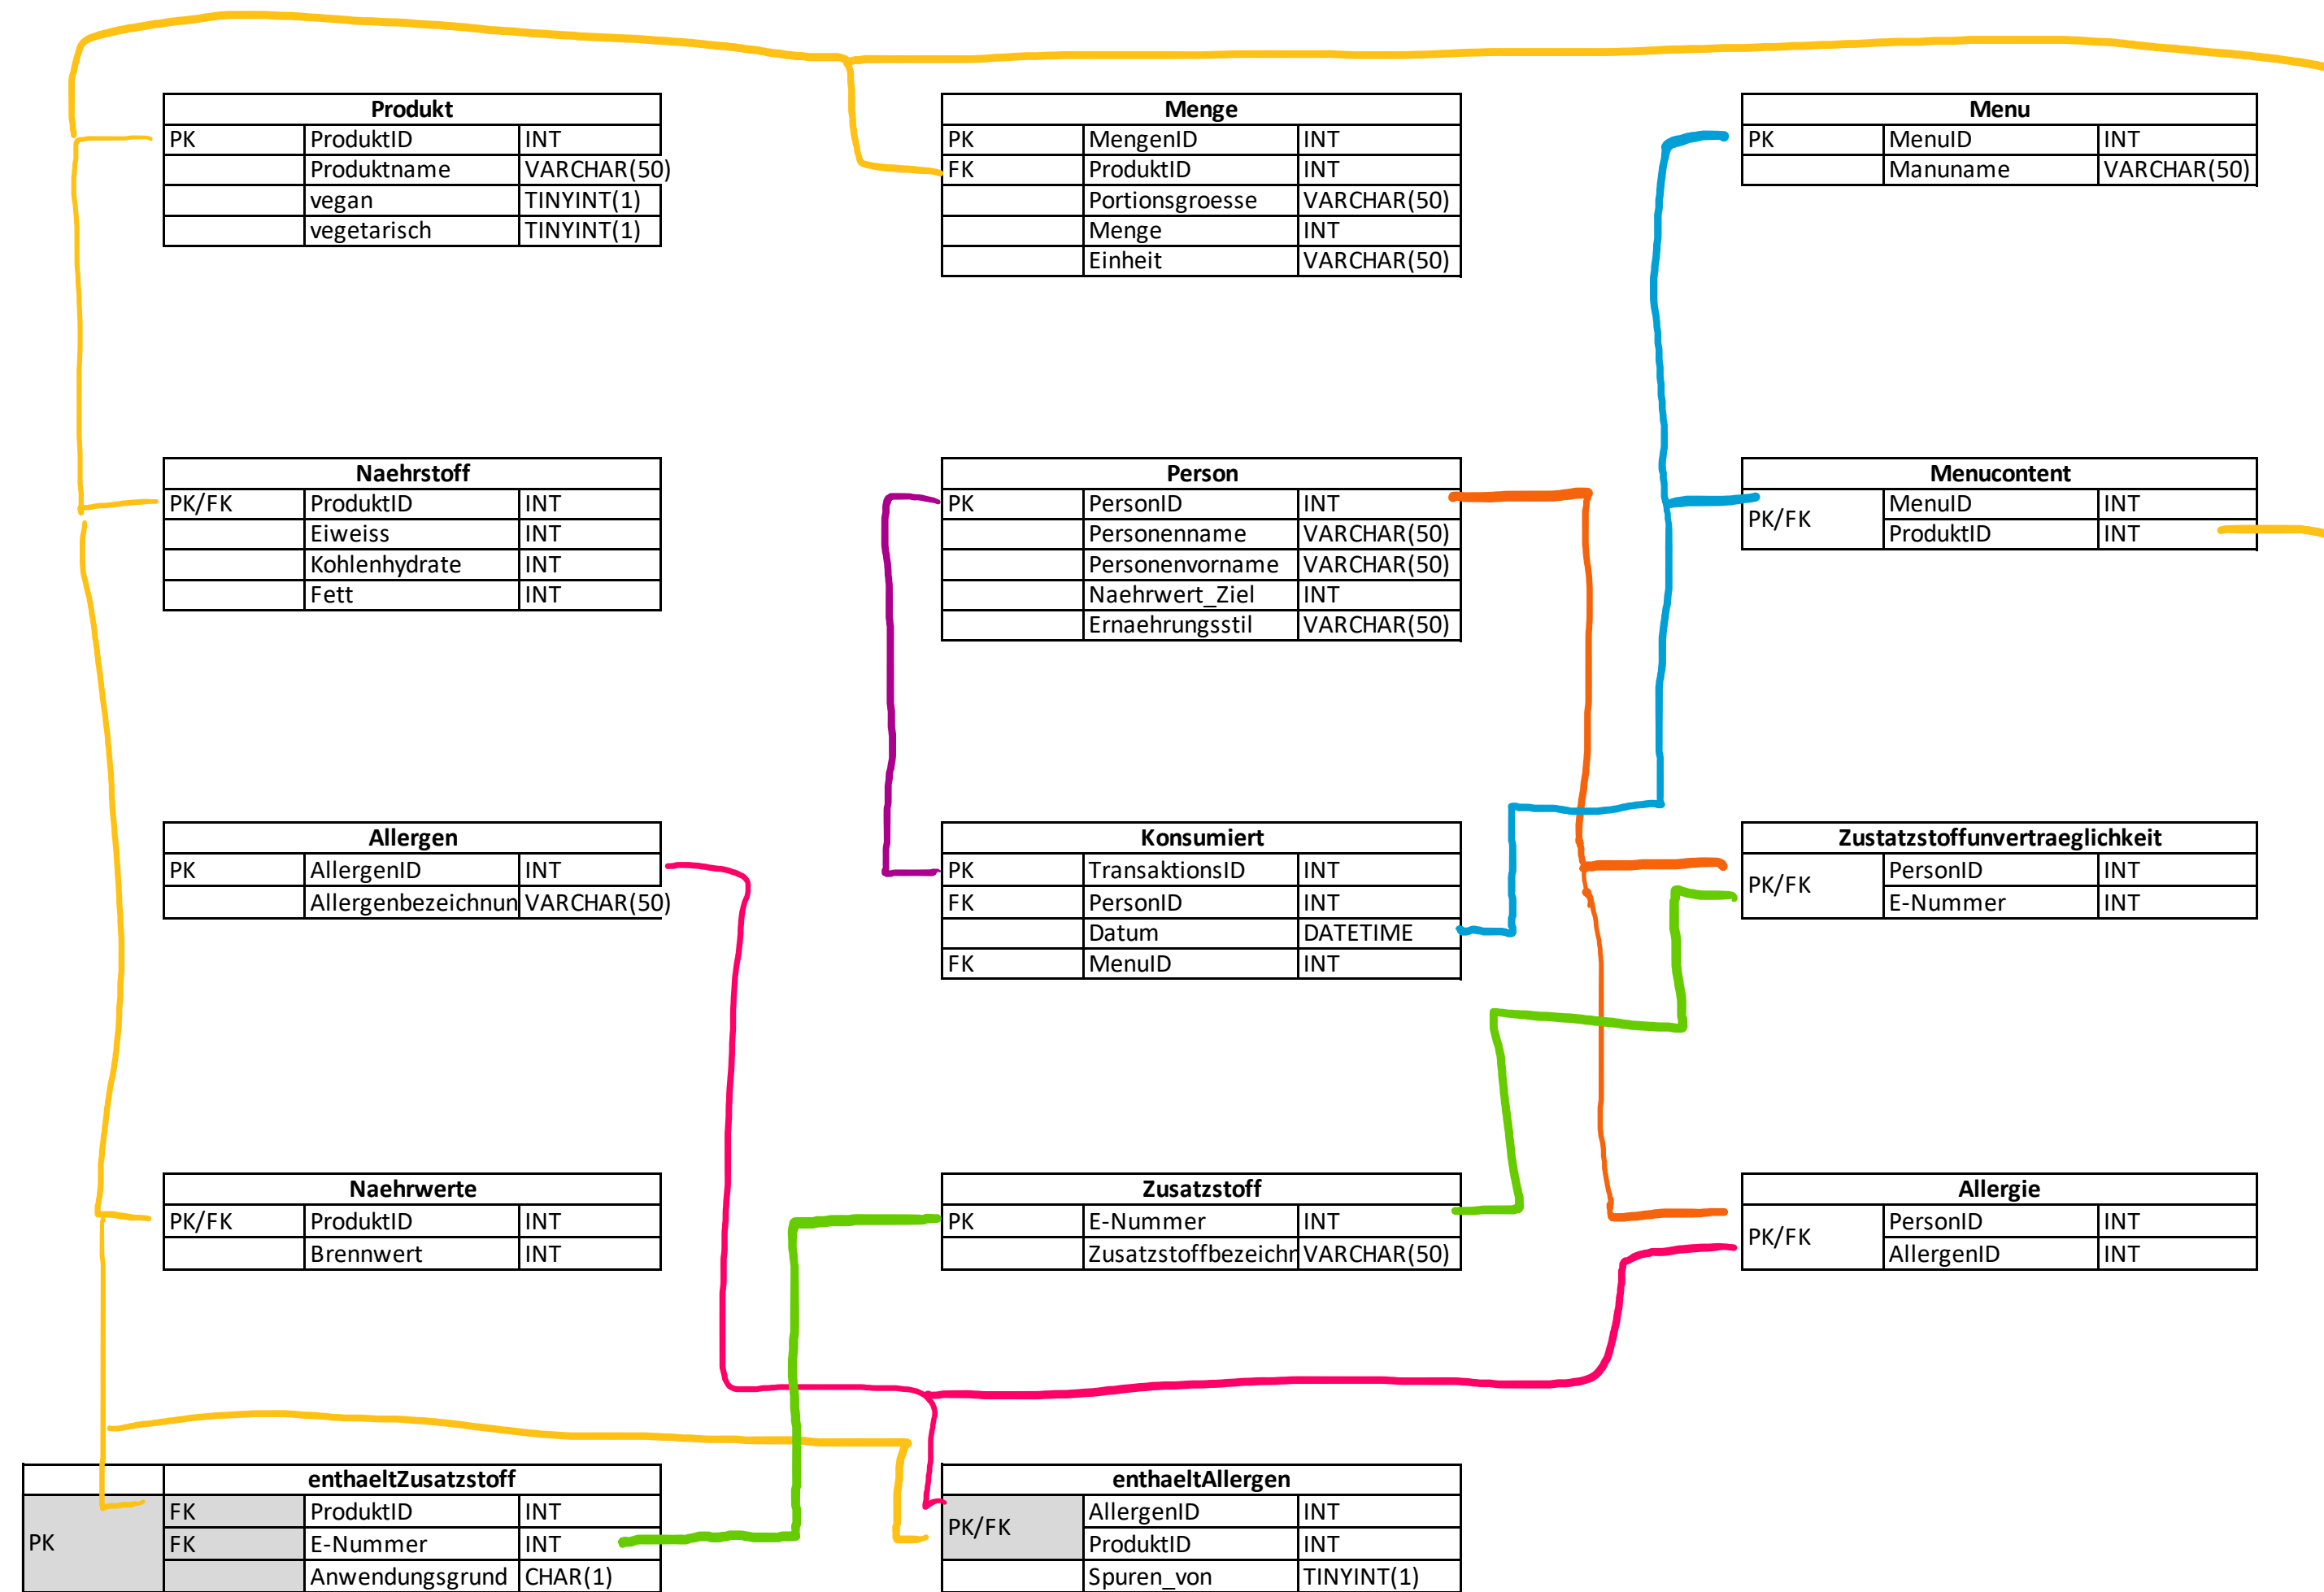 Produkt
PK ProduktID INT
Produktname VARCHAR(50)
vegan TINYINT(1)
vegetarisch TINYINT(1)
Menge
PK MengenID INT
FK ProduktID INT
Portionsgroesse VARCHAR(50)
Menge INT
Einheit VARCHAR(50)
Menu
PK MenuID INT
Manuname VARCHAR(50)
Naehrstoff
PK/FK ProduktID INT
Eiweiss INT
Kohlenhydrate INT
Fett INT
Person
PK PersonID INT
Personenname VARCHAR(50)
Personenvorname VARCHAR(50)
Naehrwert_Ziel INT
Ernaehrungsstil VARCHAR(50)
Menucontent
PK/FK MenuID INT
ProduktID INT
Allergen
PK AllergenID INT
Allergenbezeichnun VARCHAR(50)
Konsumiert
PK TransaktionsID INT
FK PersonID INT
Datum DATETIME
FK MenuID INT
Zustatzstoffunvertraeglichkeit
PK/FK PersonID INT
E-Nummer INT
Naehrwerte
PK/FK ProduktID INT
Brennwert INT
Zusatzstoff
PK E-Nummer INT
Zusatzstoffbezeichn VARCHAR(50)
Allergie
PK/FK PersonID INT
AllergenID INT
enthaeltZusatzstoff
PK FK ProduktID INT
FK E-Nummer INT
Anwendungsgrund CHAR(1)
enthaeltAllergen
PK/FK AllergenID INT
ProduktID INT
Spuren_von TINYINT(1)